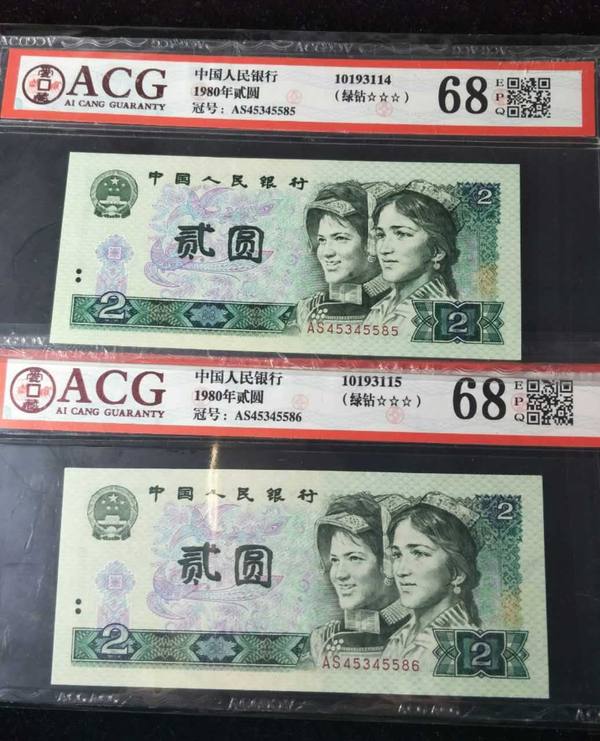 ACG
AI CANG GUARANTY
中国人民银行
1980年贰圆
冠号：AS45345585
10193114
（绿钻☆☆☆）
68
EPQ
中国人民银行
贰圆
2
2
2
AS45345585
ACG
AI CANG GUARANTY
中国人民银行
1980年贰圆
冠号：AS45345586
10193115
（绿钻☆☆☆）
68
EPQ
中国人民银行
贰圆
2
2
2
AS45345586